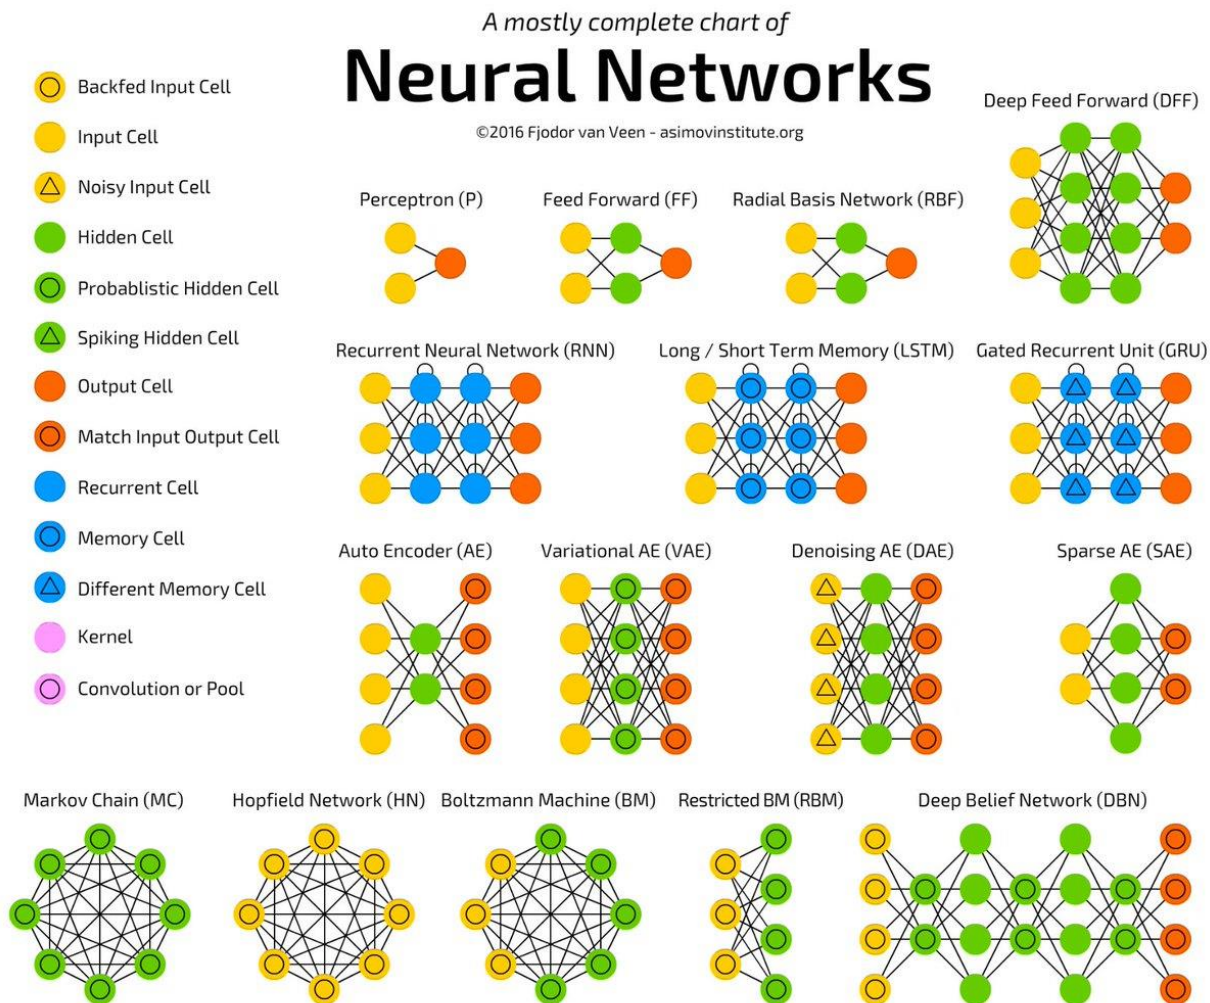 A mostly complete chart of
Neural Networks
©2016 Fjodor van Veen - asimovinstitute.org
Backfed Input Cell
Input Cell
Noisy Input Cell
Hidden Cell
Probablistic Hidden Cell
Spiking Hidden Cell
Output Cell
Match Input Output Cell
Recurrent Cell
Memory Cell
Different Memory Cell
Kernel
Convolution or Pool
Deep Feed Forward (DFF)
Perceptron (P)
Feed Forward (FF)
Radial Basis Network (RBF)
Recurrent Neural Network (RNN)
Long / Short Term Memory (LSTM)
Gated Recurrent Unit (GRU)
Auto Encoder (AE)
Variational AE (VAE)
Denoising AE (DAE)
Sparse AE (SAE)
Markov Chain (MC)
Hopfield Network (HN)
Boltzmann Machine (BM)
Restricted BM (RBM)
Deep Belief Network (DBN)